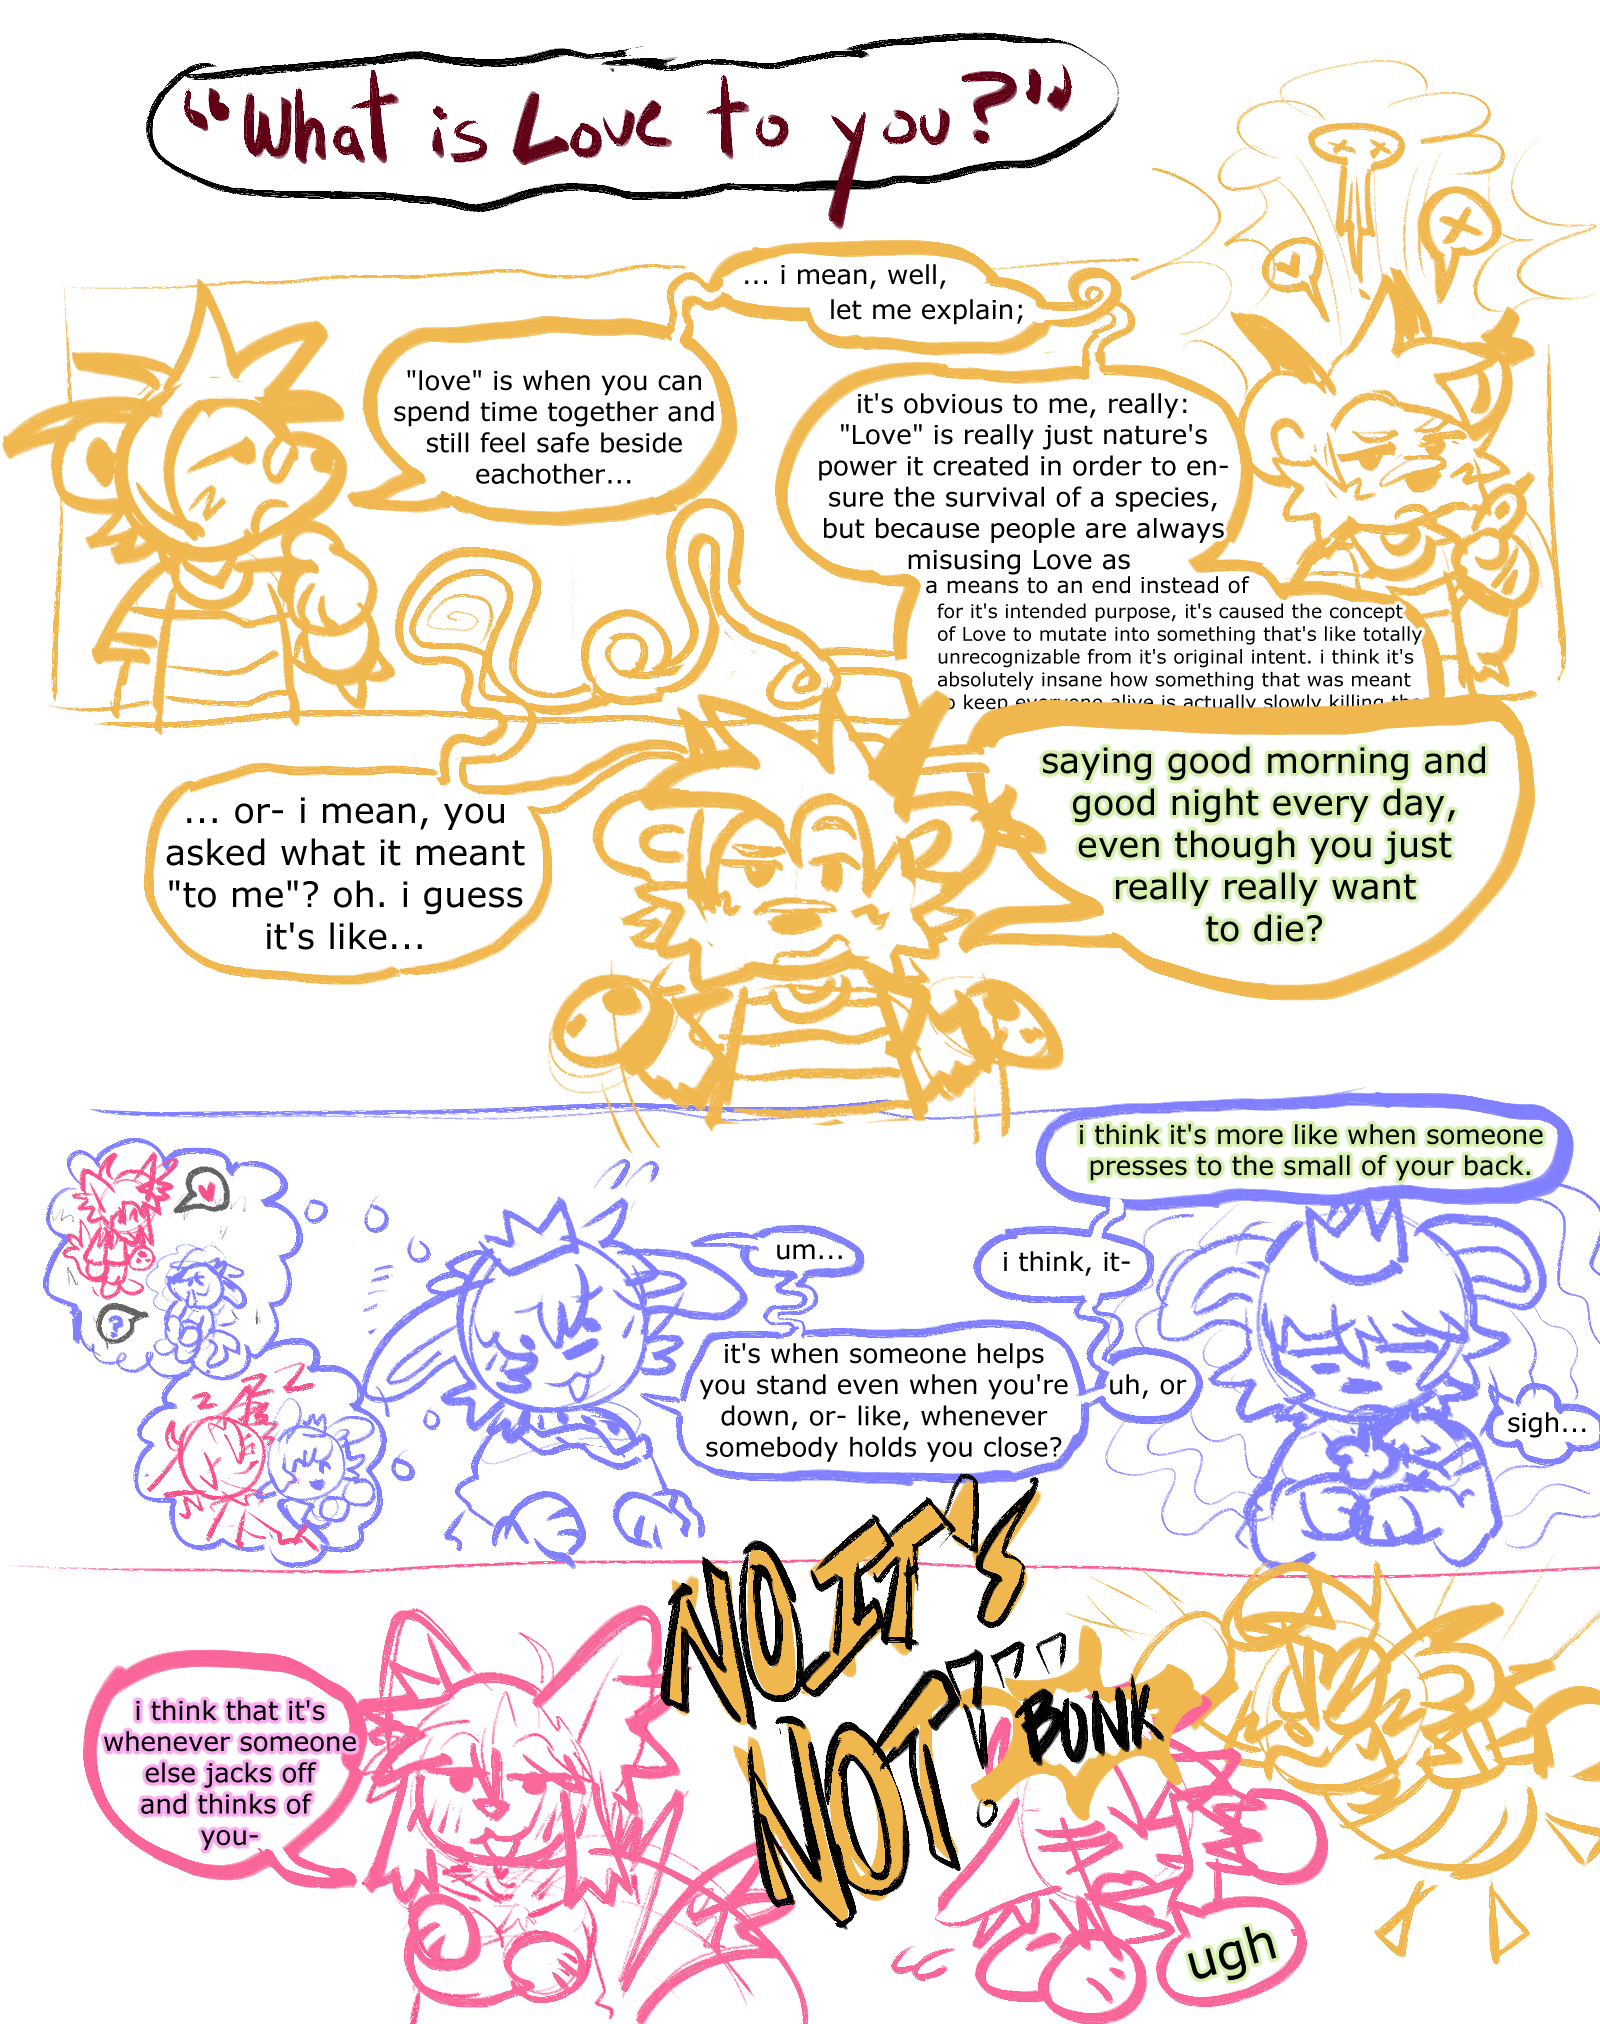 "What is Love to you?"
"love" is when you can
spend time together and
still feel safe beside
eachother...
... i mean, well,
let me explain;
it's obvious to me, really:
"Love" is really just nature's
power it created in order to en-
sure the survival of a species,
but because people are always
misusing Love as
a means to an end instead of
for it's intended purpose, it's caused the concept
of Love to mutate into something that's like totally
unrecognizable from it's original intent. i think it's
absolutely insane how something that was meant
keep everyone alive is actually slowly killing
... or- i mean, you
asked what it meant
"to me"? oh. i guess
it's like...
saying good morning and
good night every day,
even though you just
really really want
to die?
?
z z z
um...
it's when someone helps
you stand even when you're
down, or- like, whenever
somebody holds you close?
uh, or
i think, it-
i think it's more like when someone
presses to the small of your back.
sigh...
i think that it's
whenever someone
else jacks off
and thinks of
you-
NO IT'S
NOT!!!
BONK
ugh